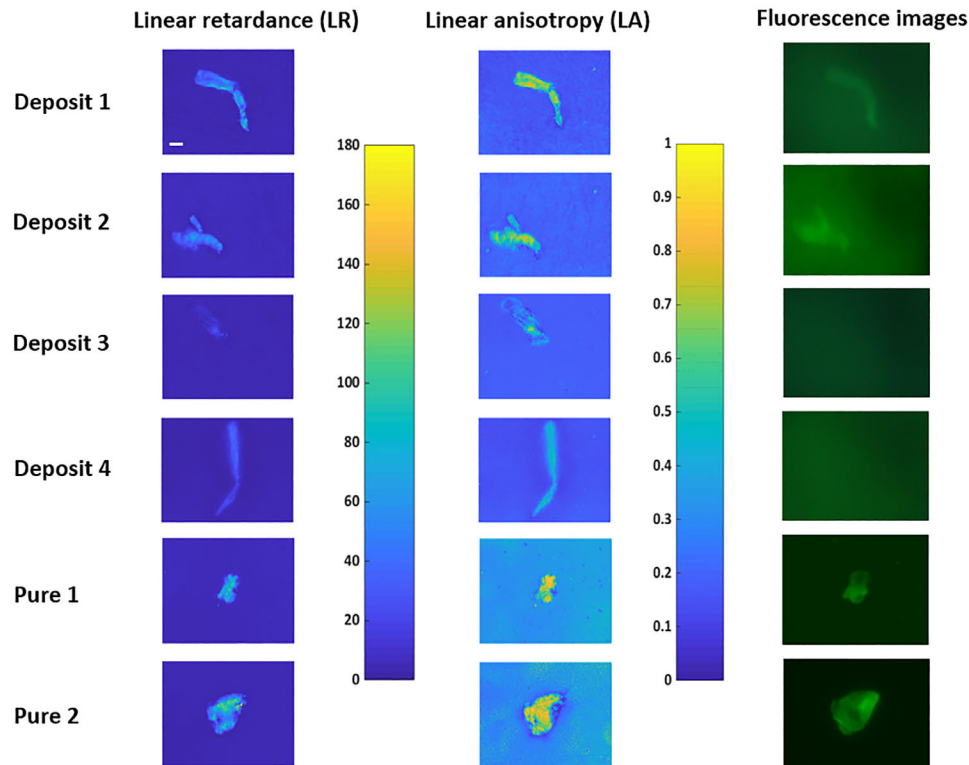 Linear retardance (LR)
Linear anisotropy (LA)
Fluorescence images
Deposit 1
Deposit 2
Deposit 3
Deposit 4
Pure 1
Pure 2
180
160
140
120
100
80
60
40
20
0
1
0.9
0.8
0.7
0.6
0.5
0.4
0.3
0.2
0.1
0